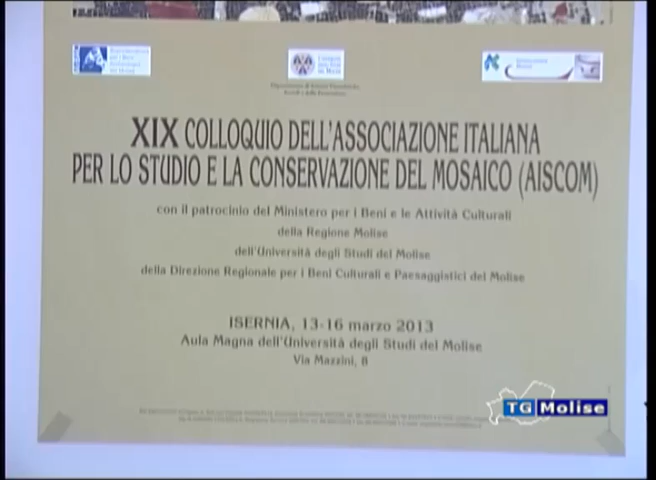 XIX COLLOQUIO DELL'ASSOCIAZIONE ITALIANA
PER LO STUDIO E LA CONSERVAZIONE DEL MOSAICO (AISCOM)
con il patrocinio del Ministero per i Beni e le Attività Culturali
della Regione Molise
dell'Università degli Studi del Molise
della Direzione Regionale per i Beni Culturali e Paesaggistici del Molise
ISERNIA, 13-16 marzo 2013
Aula Magna dell'Università degli Studi del Molise
Via Mazzini, 8
TG Molise